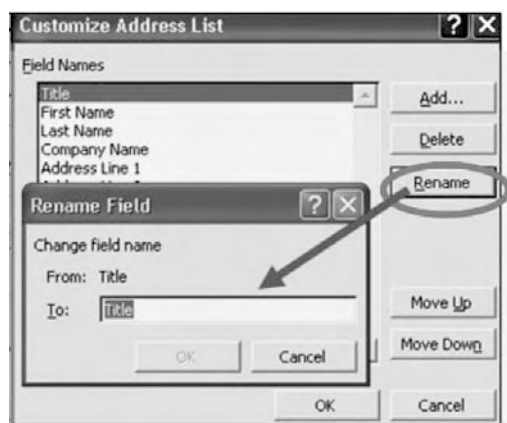 Customize Address List
Field Names
Title
First Name
Last Name
Company Name
Address Line 1
Add...
Delete
Rename
Rename Field
Change field name
From: Title
To: Title
OK
Cancel
Move Up
Move Down
OK
Cancel